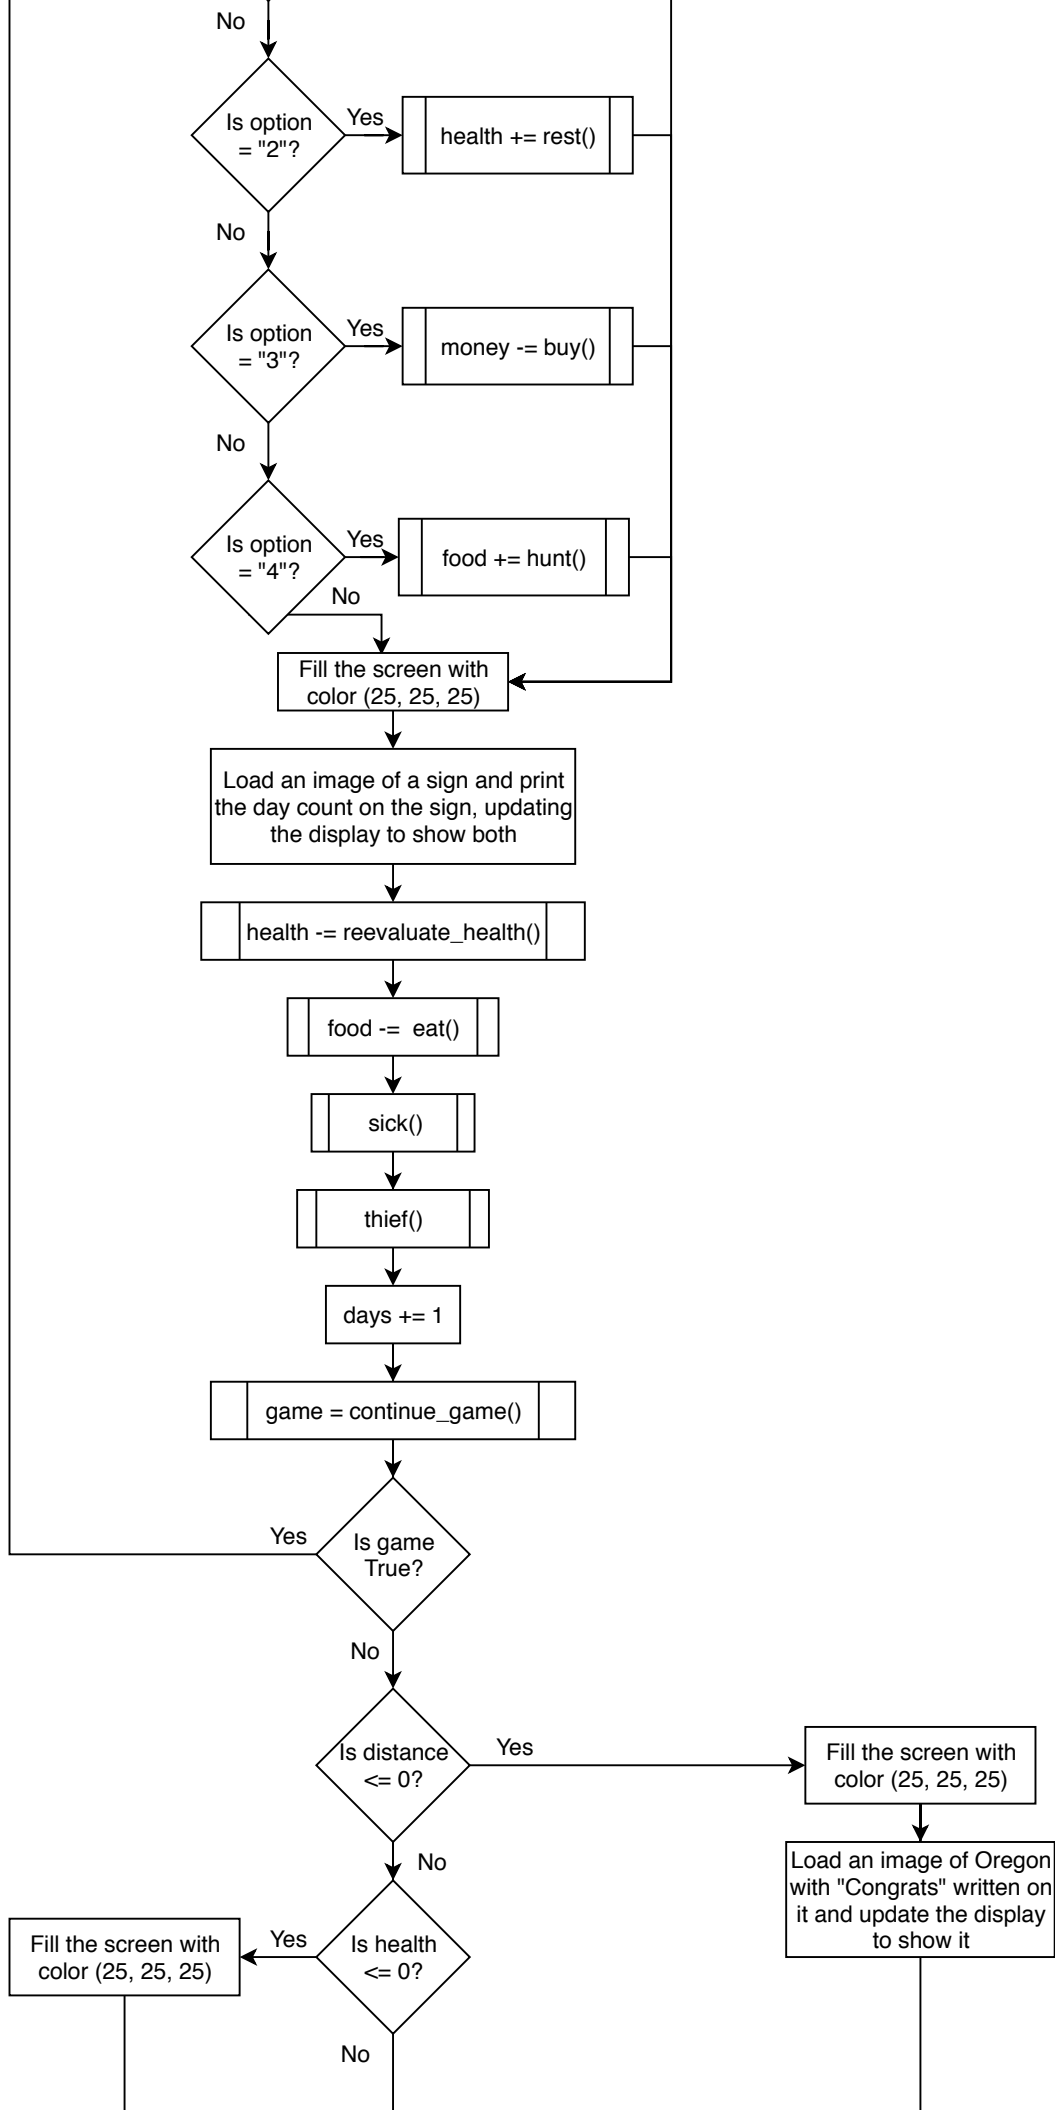 No
Is option
= "2"?
Yes
health += rest()
No
Is option
= "3"?
Yes
money -= buy()
No
Is option
= "4"?
Yes
food += hunt()
No
Fill the screen with
color (25, 25, 25)
Load an image of a sign and print
the day count on the sign, updating
the display to show both
health -= reevaluate_health()
food -=  eat()
sick()
thief()
days += 1
game = continue_game()
Is game
True?
Yes
No
Is distance
<= 0?
Yes
Fill the screen with
color (25, 25, 25)
Load an image of Oregon
with "Congrats" written on
it and update the display
to show it
No
Is health
<= 0?
Yes
Fill the screen with
color (25, 25, 25)
No